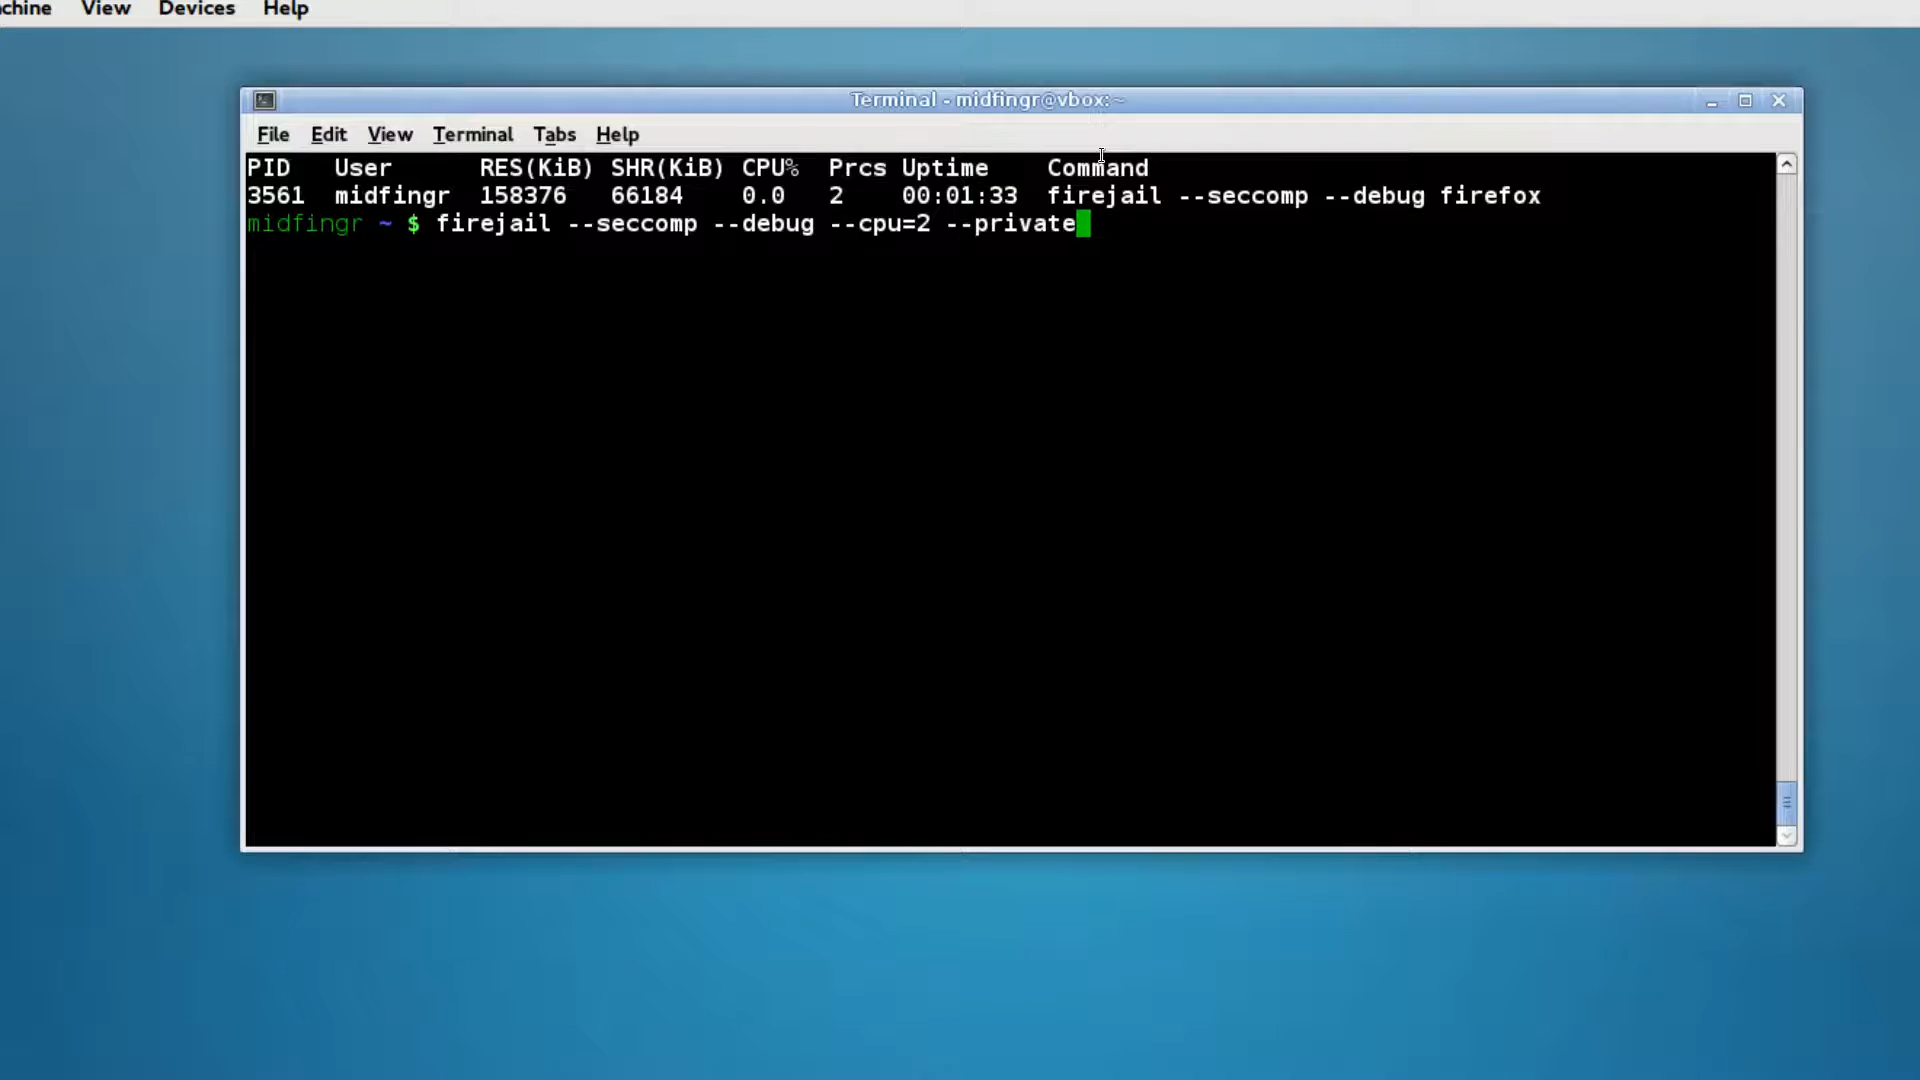 View Devices Help
Terminal - midfingr@vbox:~
File Edit View Terminal Tabs Help
PID User RES(KiB) SHR(KiB) CPU% Prcs Uptime Command
3561 midfingr 158376 66184 0.0 2 00:01:33 firejail --seccomp --debug firefox
midfingr ~ $ firejail --seccomp --debug --cpu=2 --private